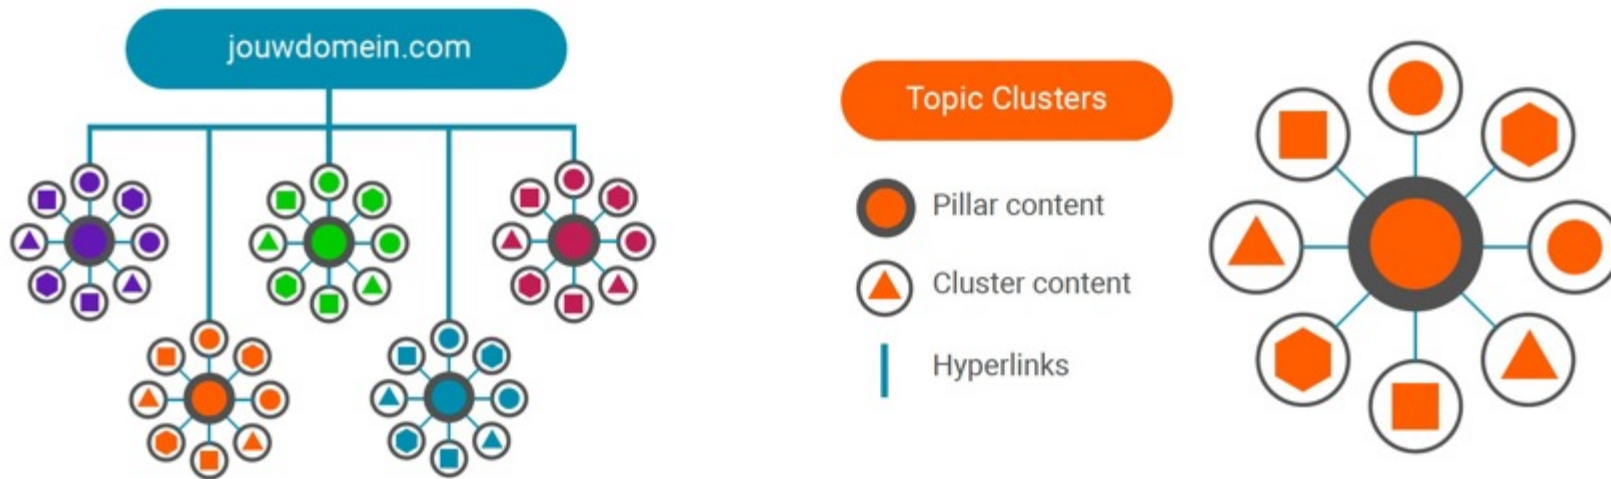 jouwdomein.com
Topic Clusters
Pillar content
Cluster content
Hyperlinks